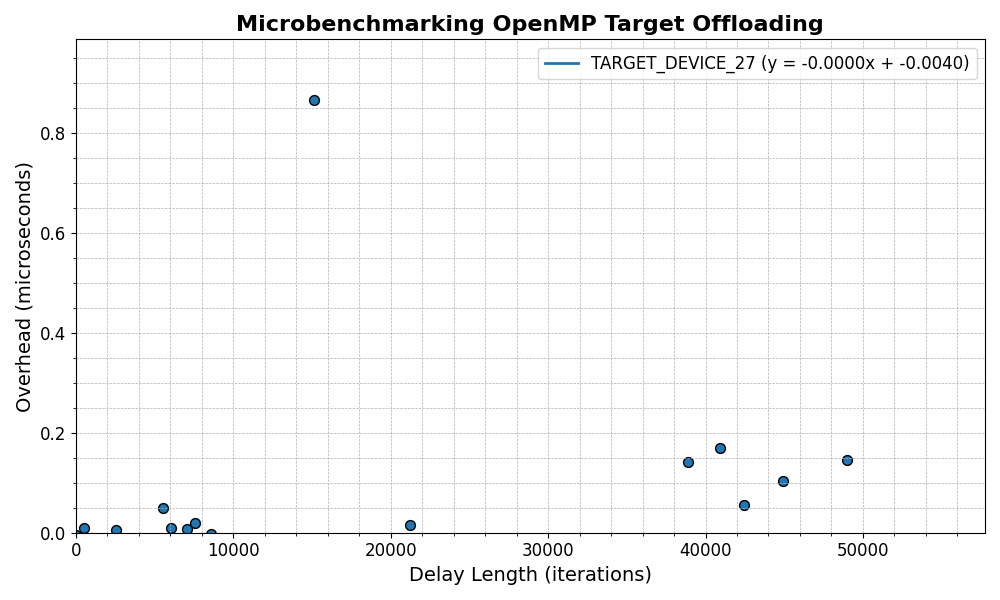 Microbenchmarking OpenMP Target Offloading
TARGET_DEVICE_27 (y = -0.0000x + -0.0040)
Overhead (microseconds)
0.8
0.6
0.4
0.2
0.0
0 10000 20000 30000 40000 50000
Delay Length (iterations)